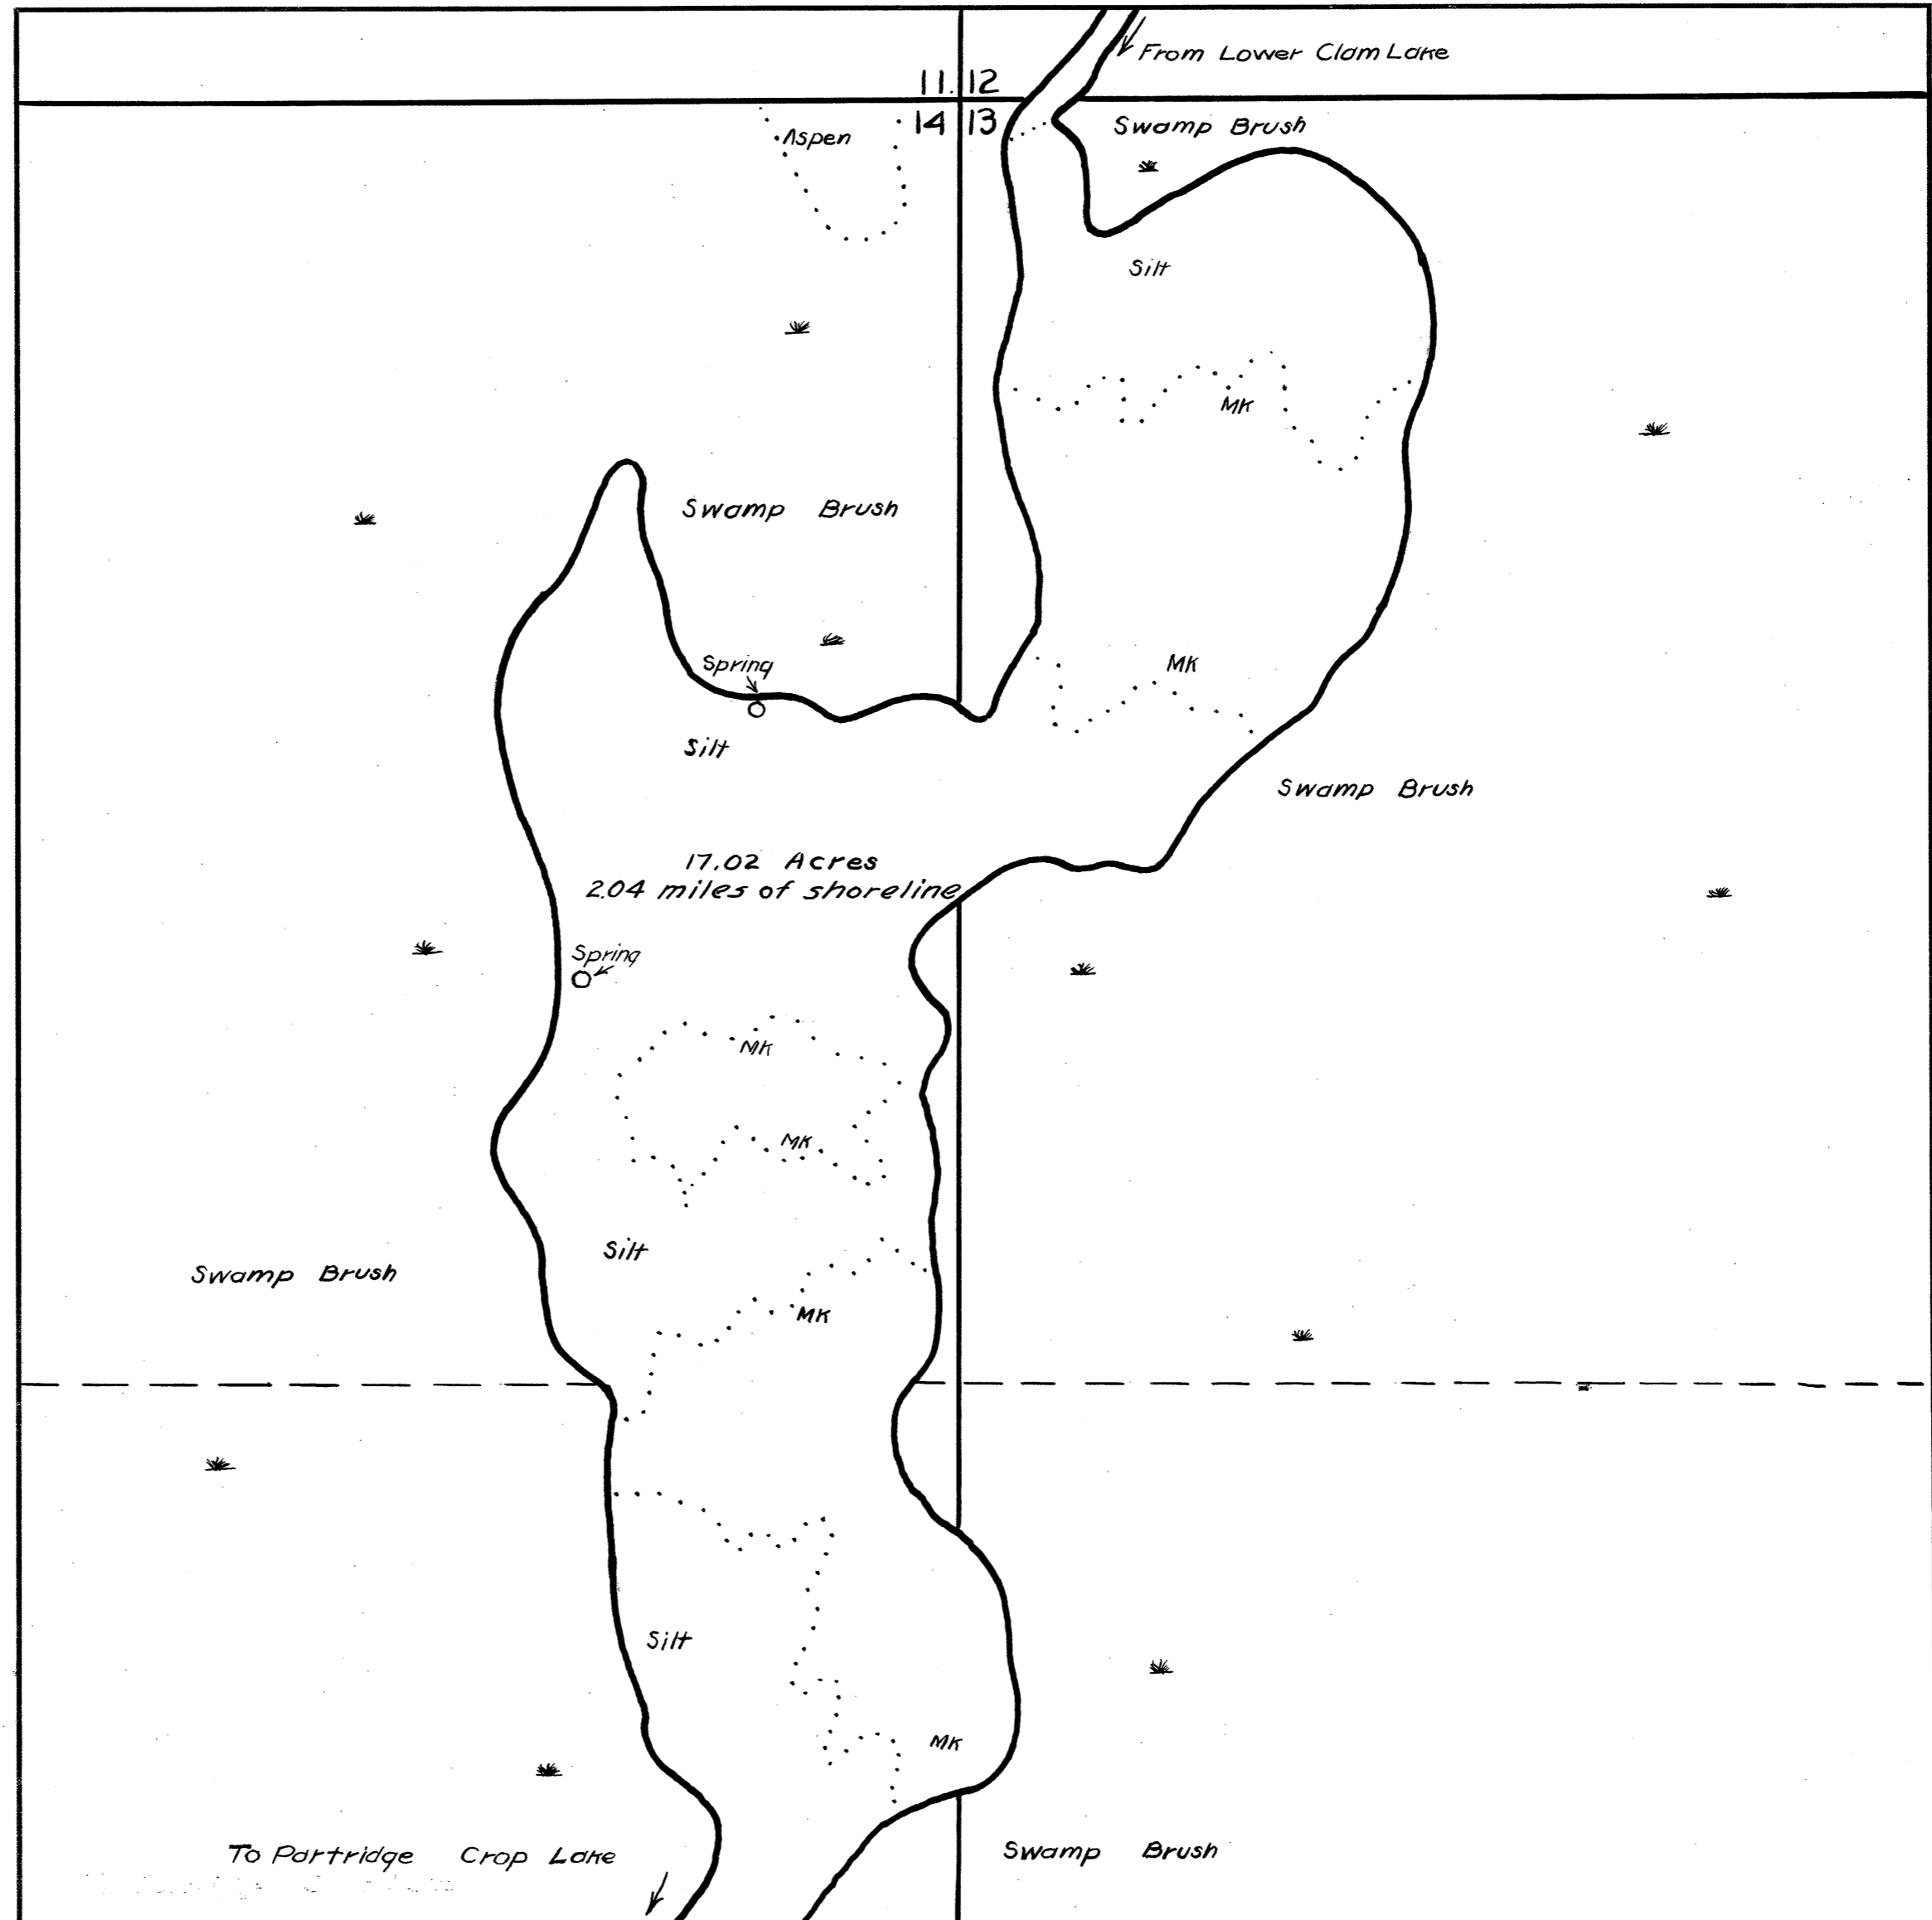 From Lower Clam Lake
11. 12
14 13
Aspen
Swamp Brush
Silt
MK
Swamp Brush
Spring
MK
Silt
Swamp Brush
17.02 Acres
2.04 miles of shoreline
Spring
MK
MK
Silt
Swamp Brush
MK
Silt
MK
To Partridge Crop Lake
Swamp Brush